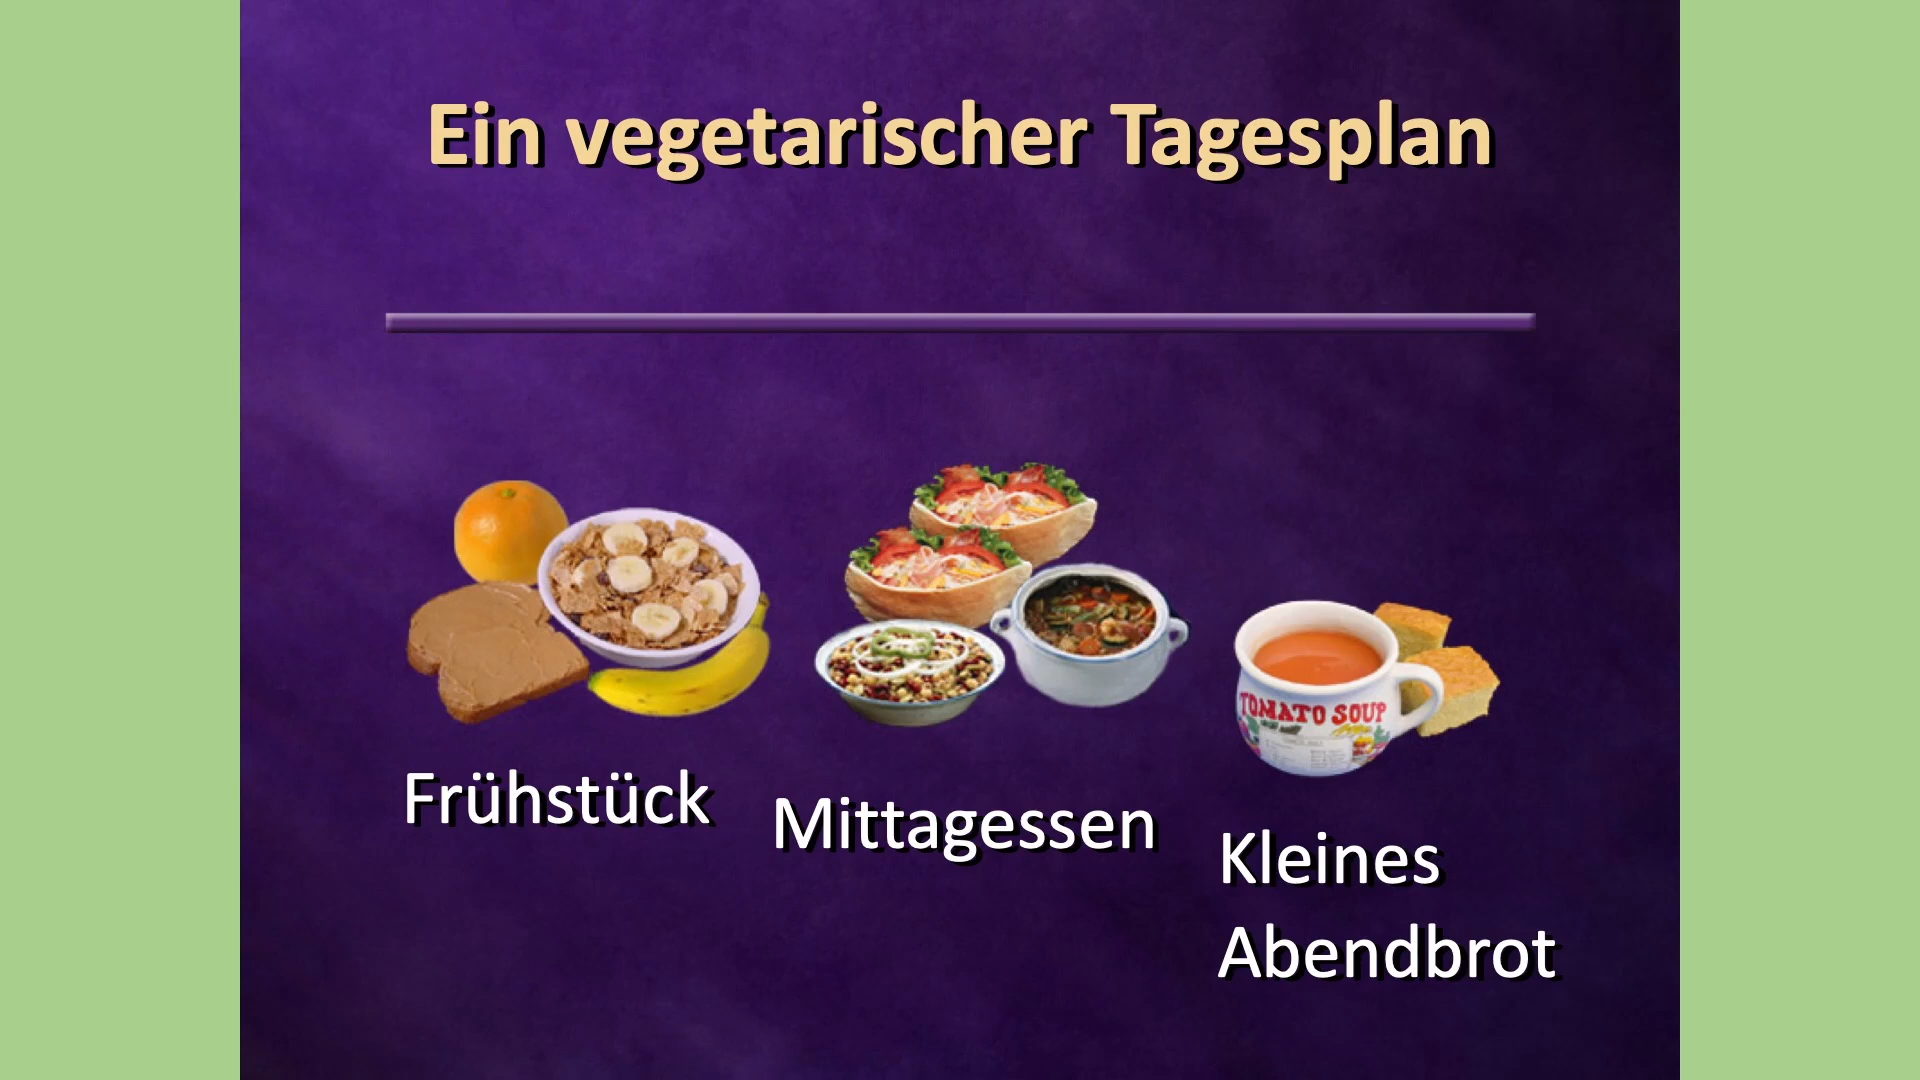 Ein vegetarischer Tagesplan
TOMATO SOUP
Frühstück
Mittagessen
Kleines
Abendbrot